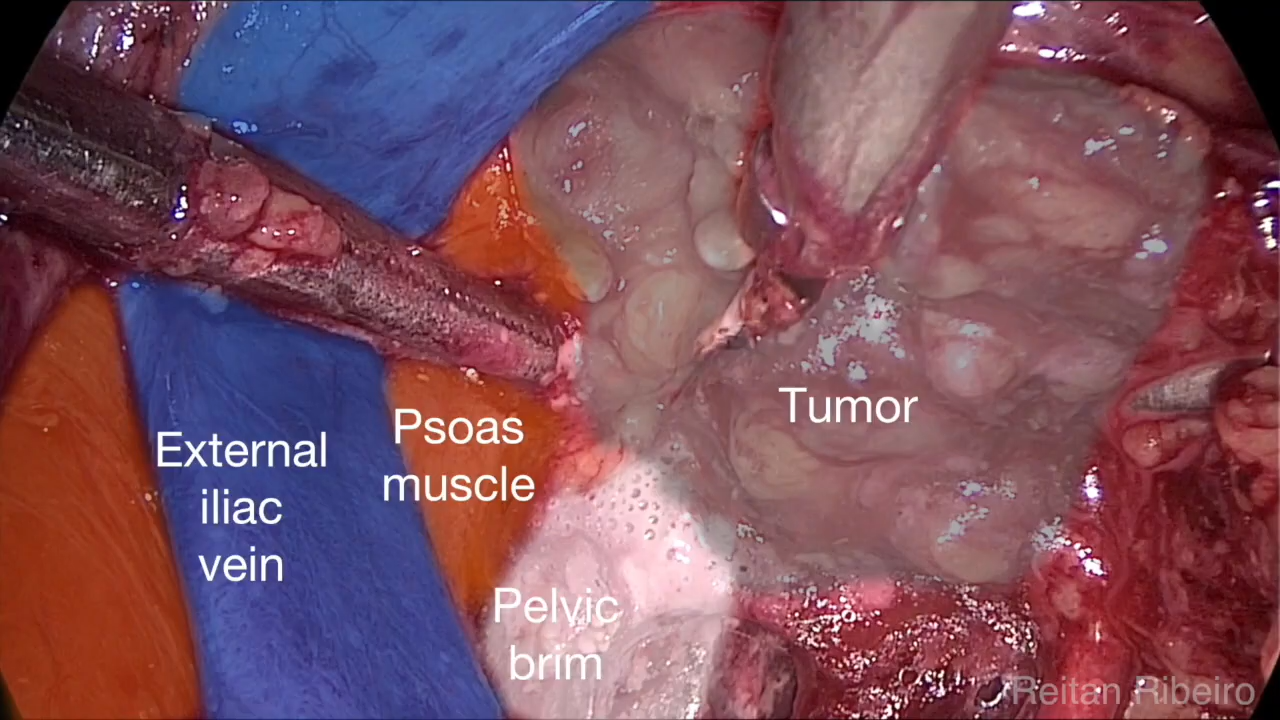 Tumor
Psoas
muscle
External
iliac
vein
Pelvic
brim
Reitan Ribeiro